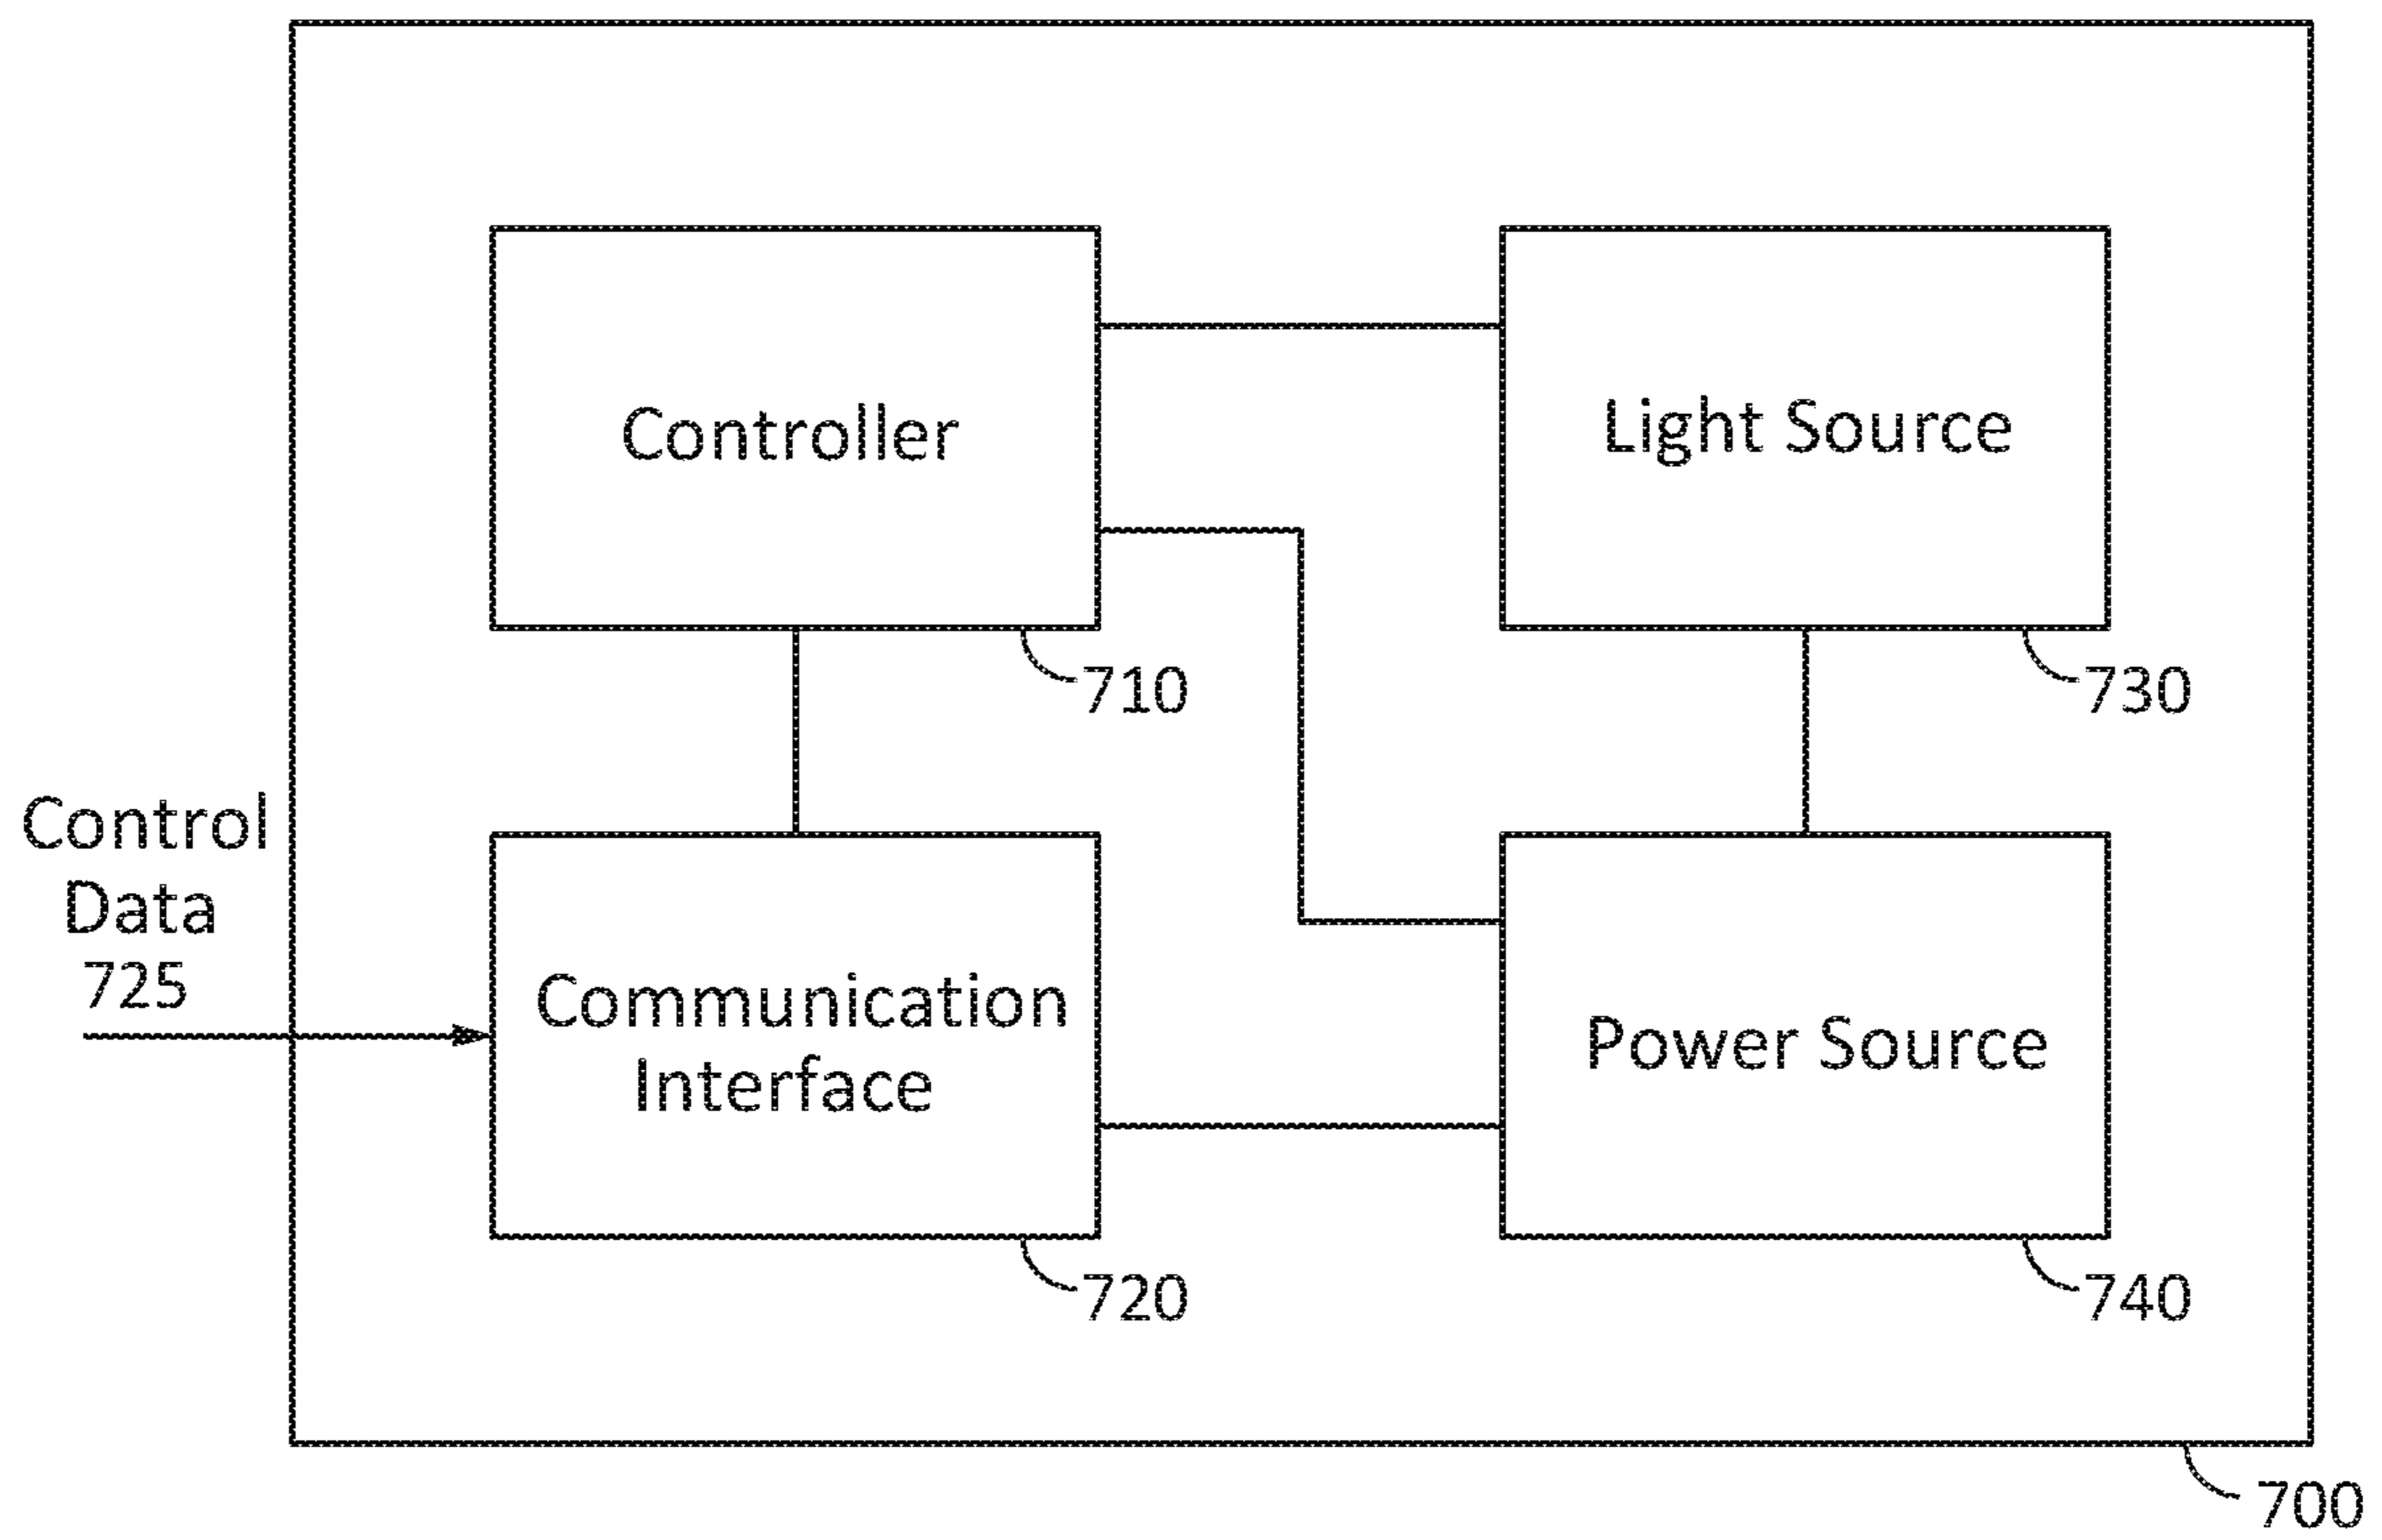 Controller
710
Light Source
730
Control
Data
725
Communication
Interface
720
Power Source
740
700